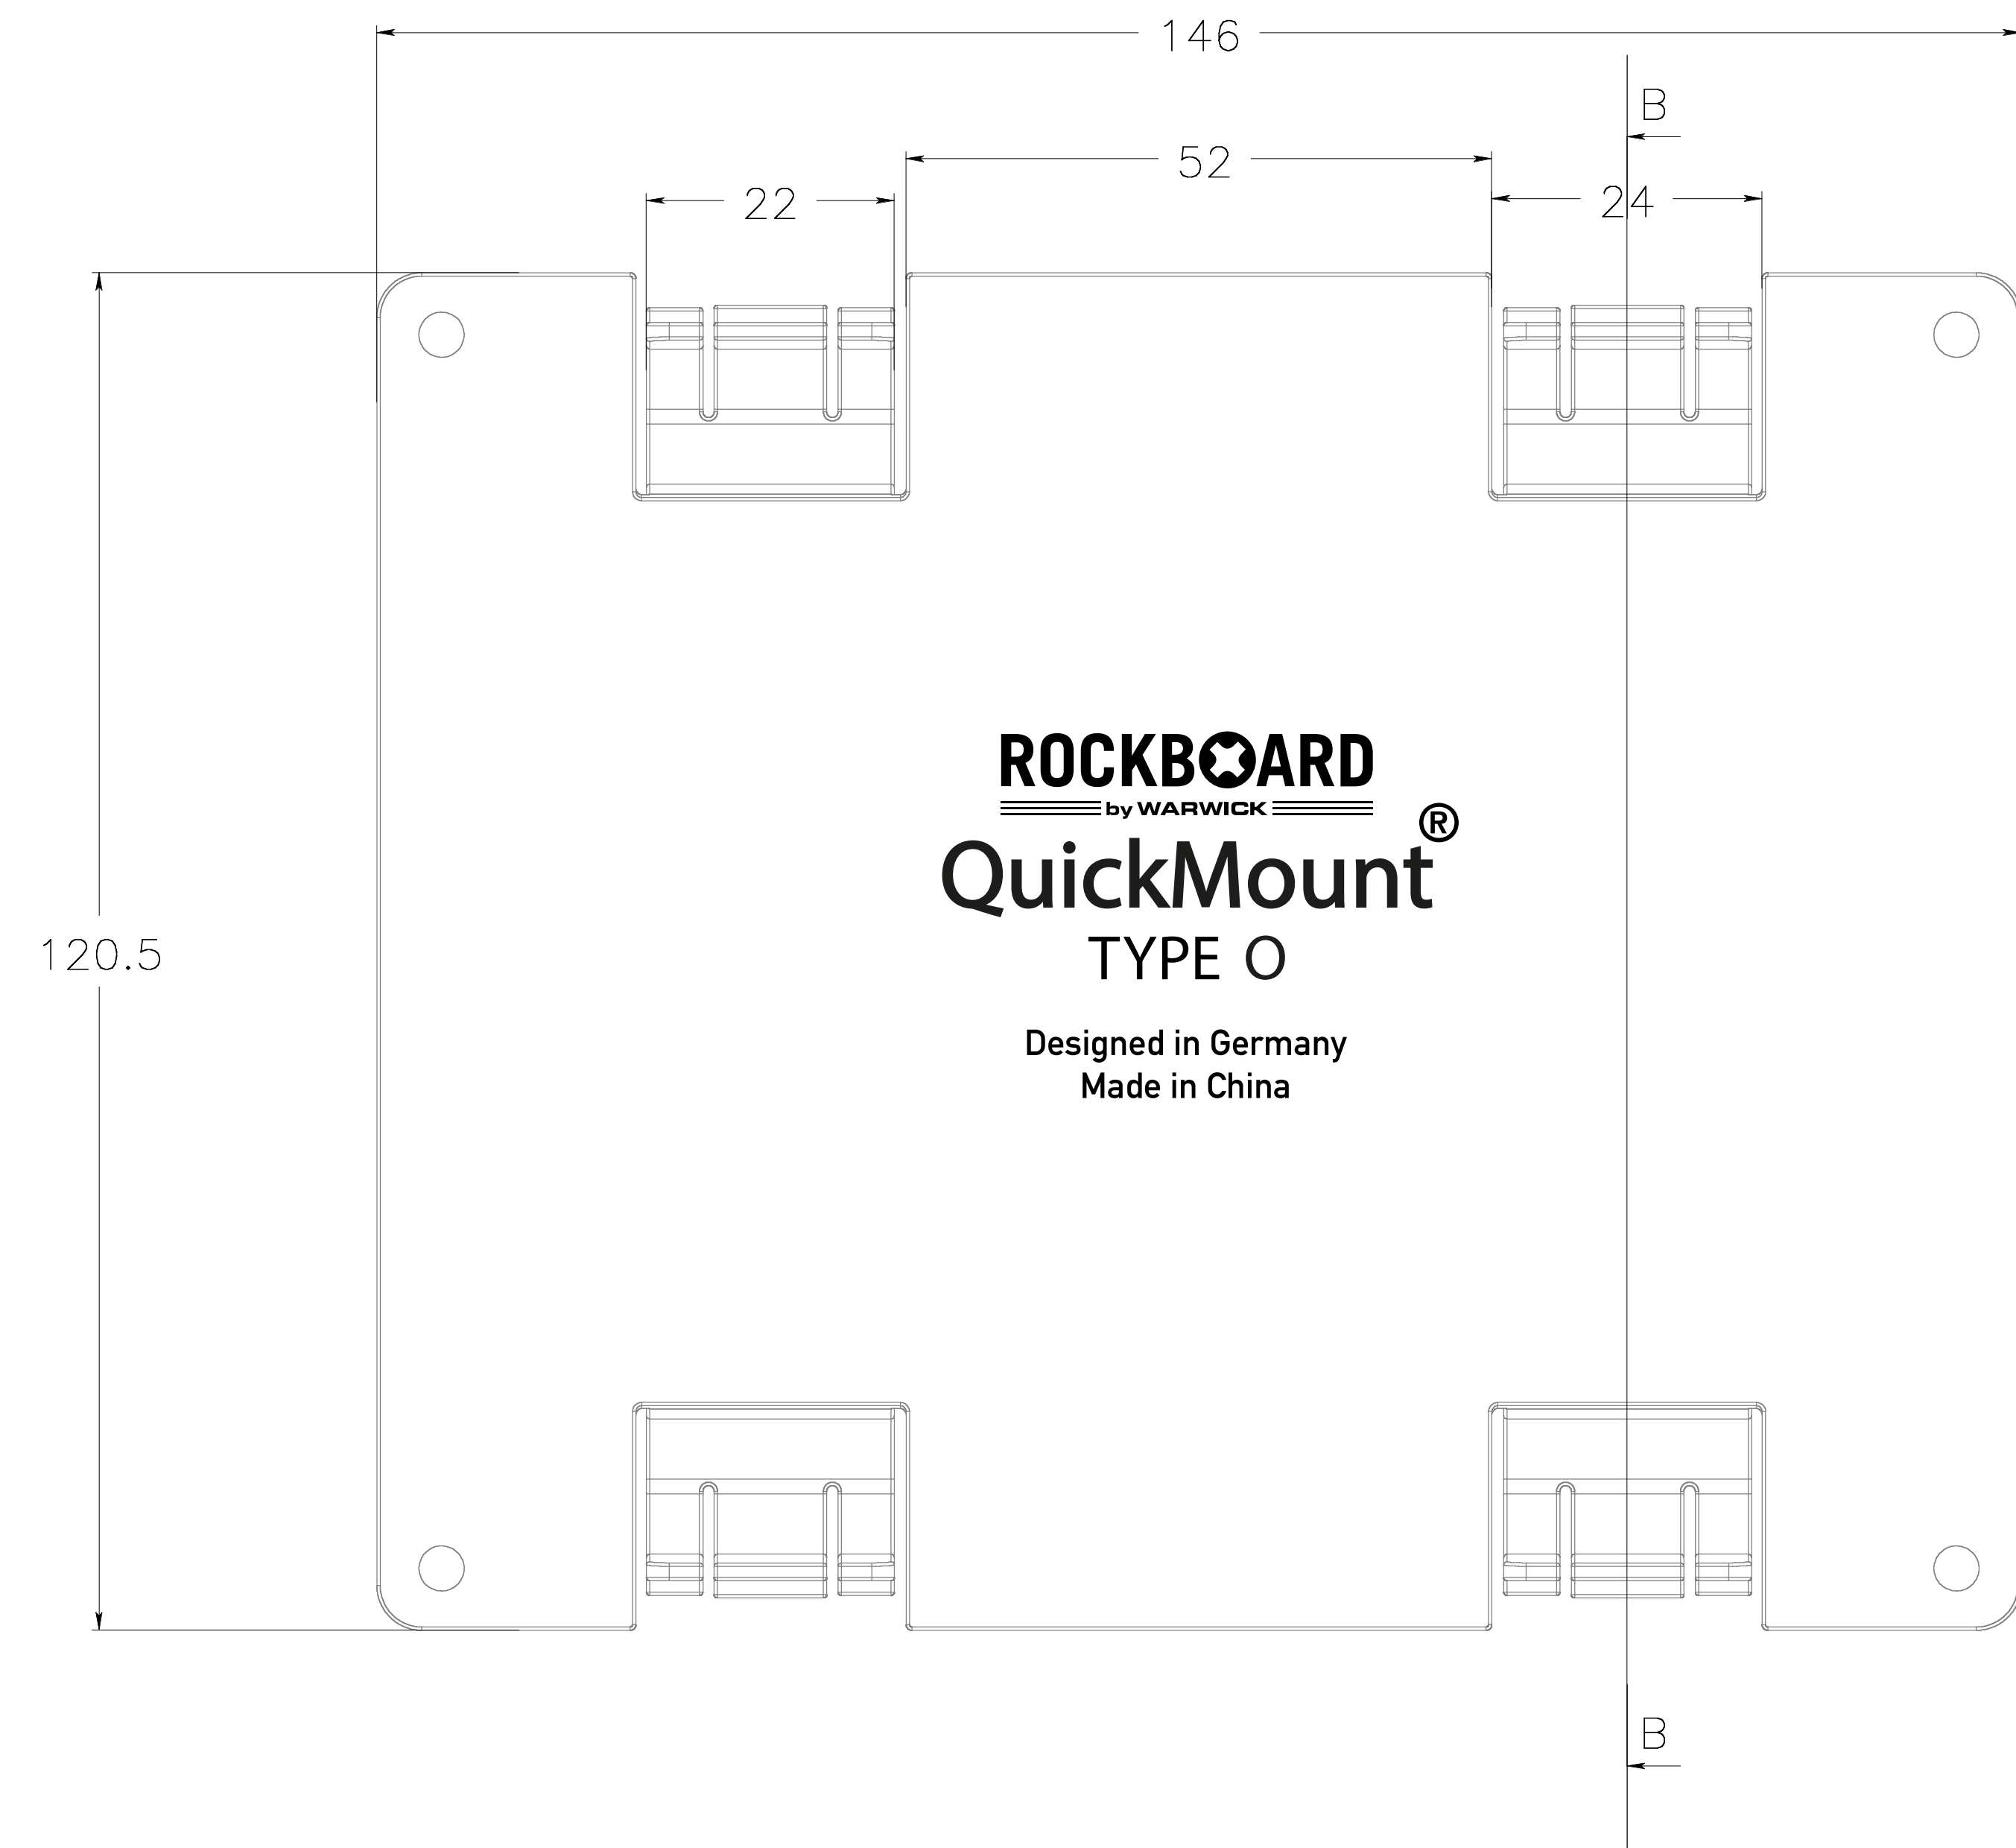 146
B
52
22
24
ROCKBOARD
by WARWICK
QuickMount®
TYPE O
120.5
Designed in Germany
Made in China
B